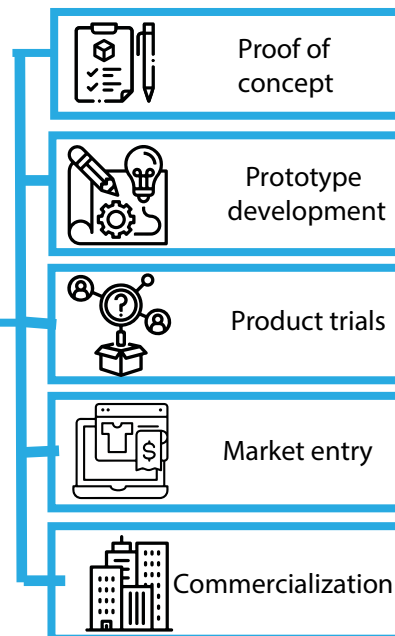 Proof of
concept
Prototype
development
Product trials
Market entry
Commercialization